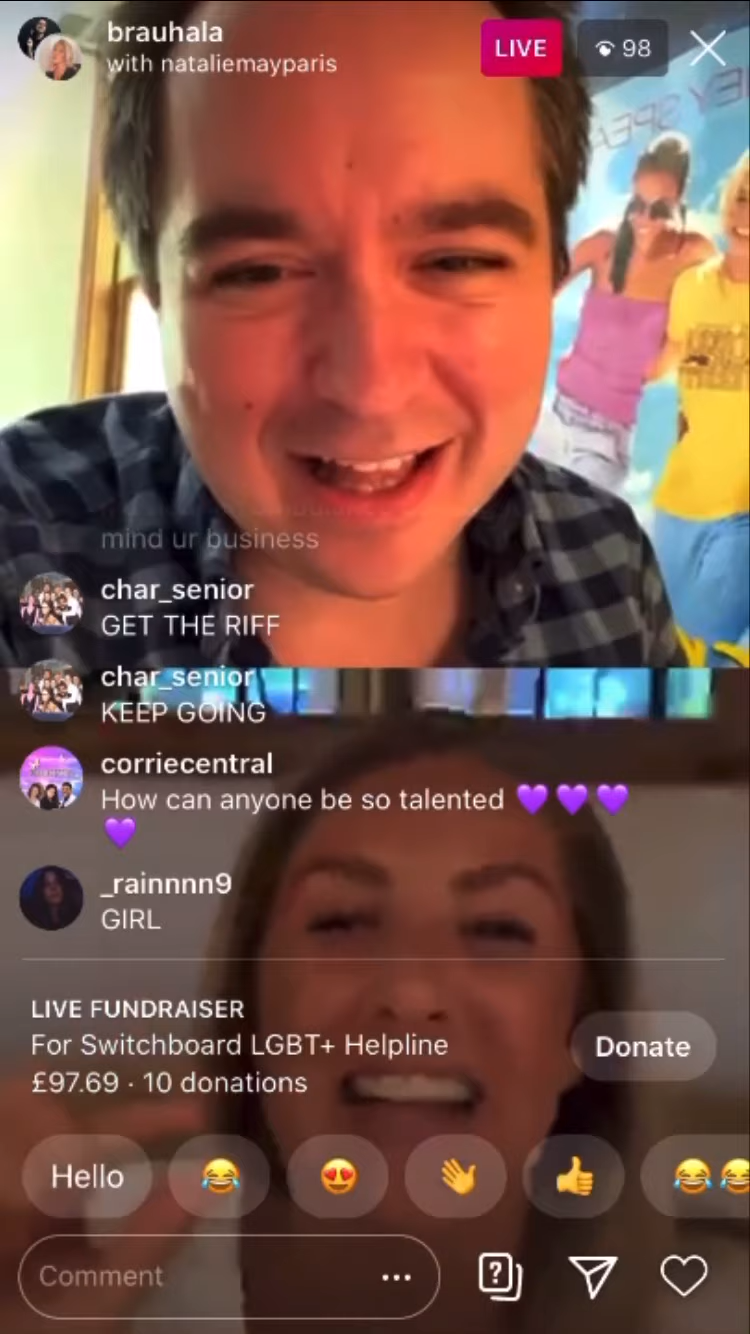 brauhala
with nataliemayparis
LIVE
98
mind ur business
char_senior
GET THE RIFF
char_senior
KEEP GOING
corriecentral
How can anyone be so talented 💜💜💜
💜
_rainnnn9
GIRL
LIVE FUNDRAISER
For Switchboard LGBT+ Helpline
£97.69 · 10 donations
Donate
Hello
Comment